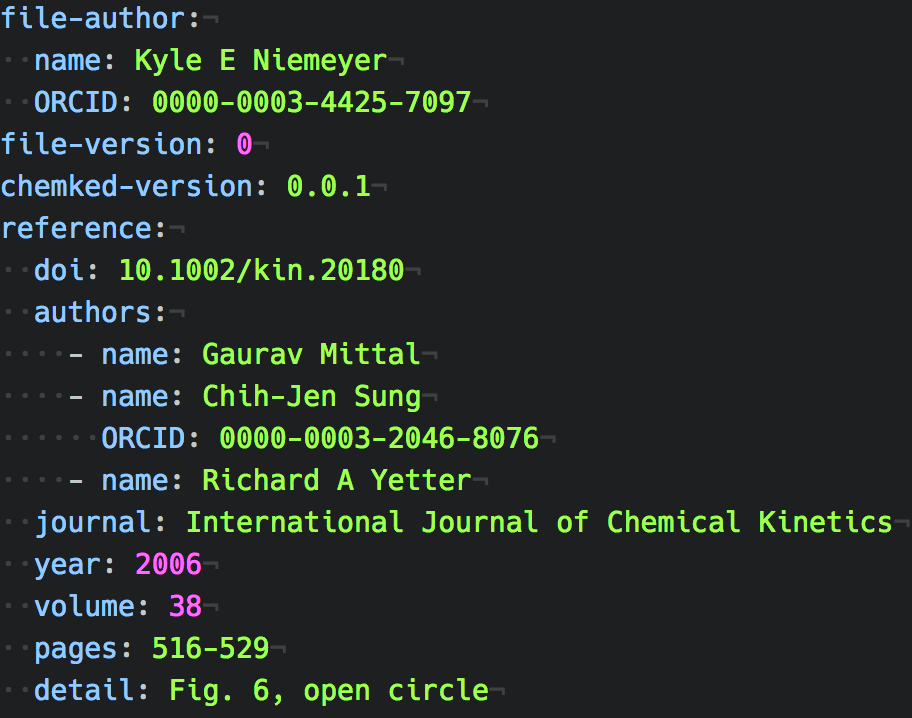 file-author:
  name: Kyle E Niemeyer
  ORCID: 0000-0003-4425-7097
file-version: 0
chemked-version: 0.0.1
reference:
  doi: 10.1002/kin.20180
  authors:
    - name: Gaurav Mittal
    - name: Chih-Jen Sung
      ORCID: 0000-0003-2046-8076
    - name: Richard A Yetter
  journal: International Journal of Chemical Kinetics
  year: 2006
  volume: 38
  pages: 516-529
  detail: Fig. 6, open circle